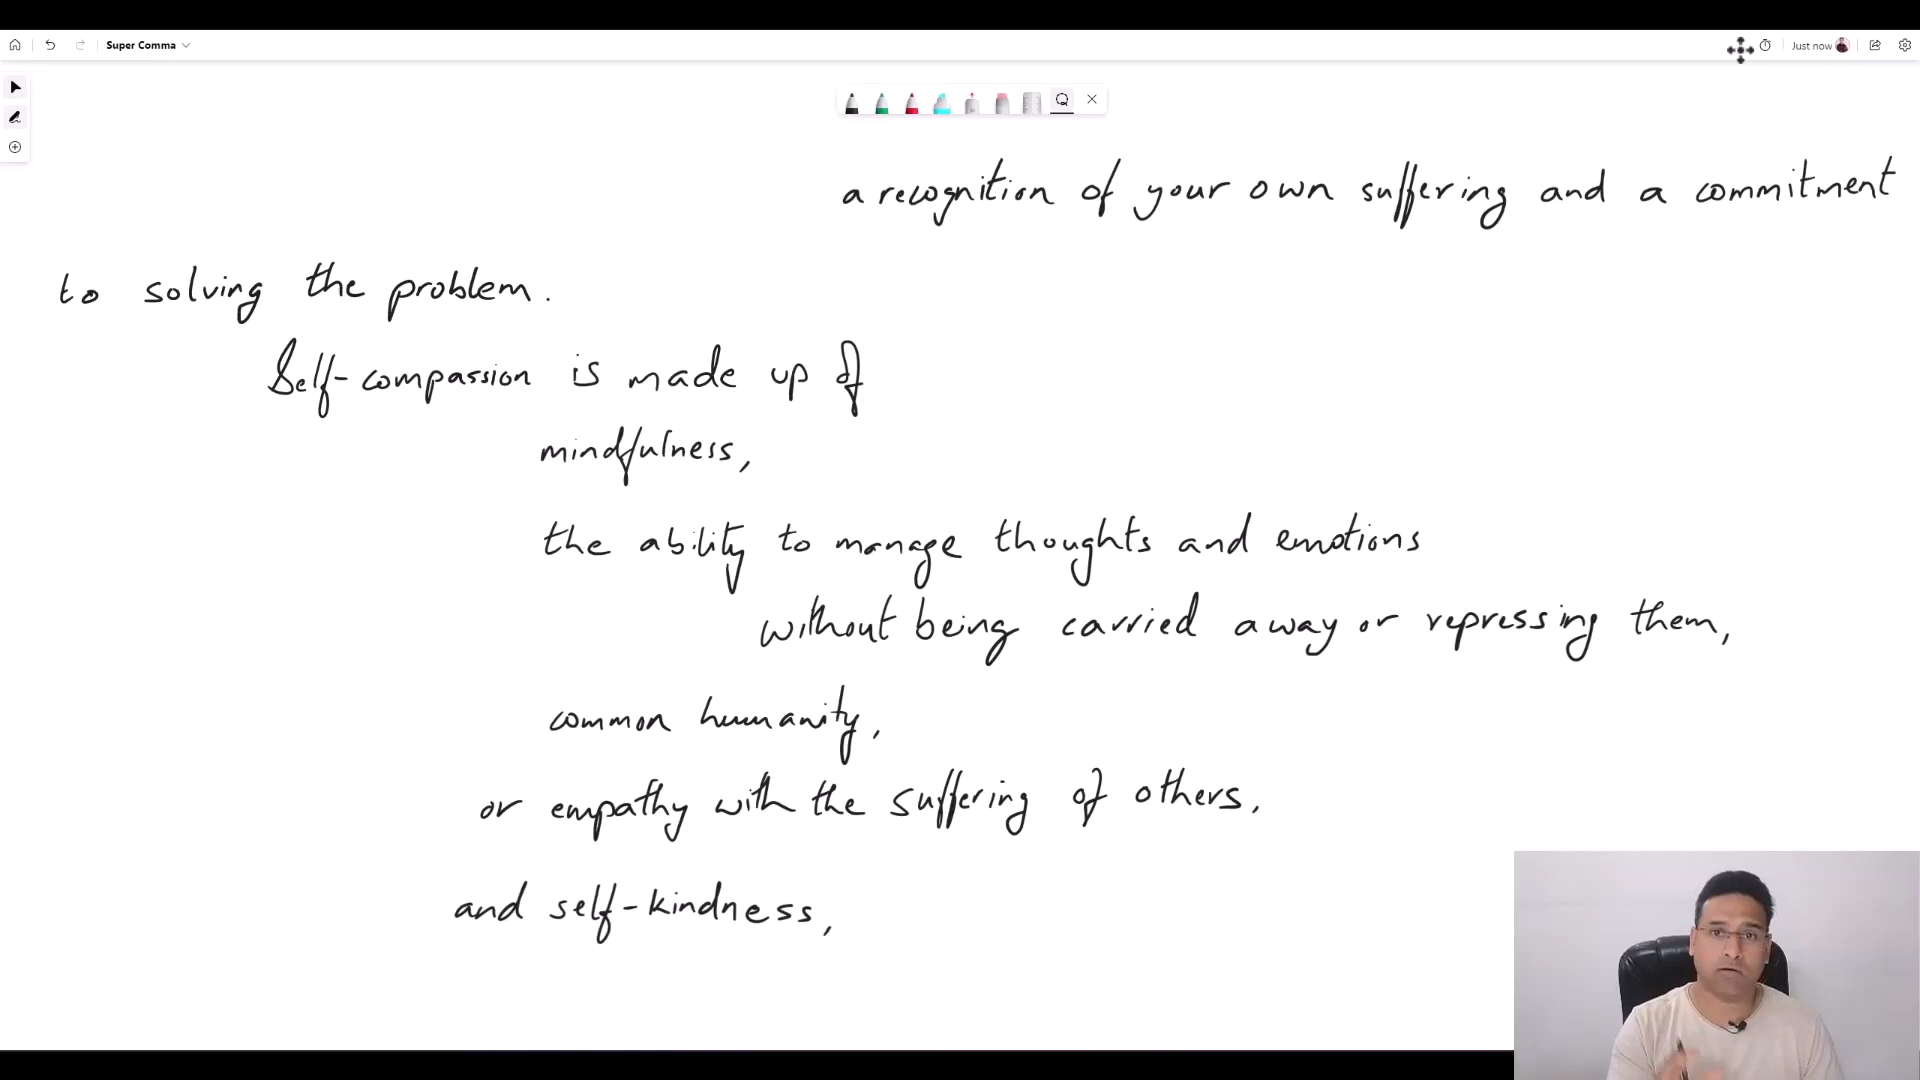 Super Comma
Just now
a recognition of your own suffering and a commitment
to solving the problem.
Self-compassion is made up of
mindfulness,
the ability to manage thoughts and emotions
without being carried away or repressing them,
common humanity,
or empathy with the suffering of others,
and self-kindness,